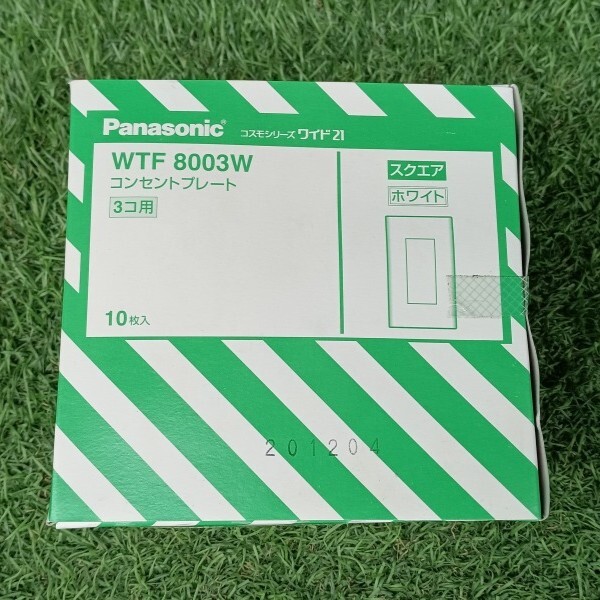 Panasonic コスモシリーズ ワイド21
WTF 8003W
コンセントプレート
3コ用
スクエア
ホワイト
10枚入
201204